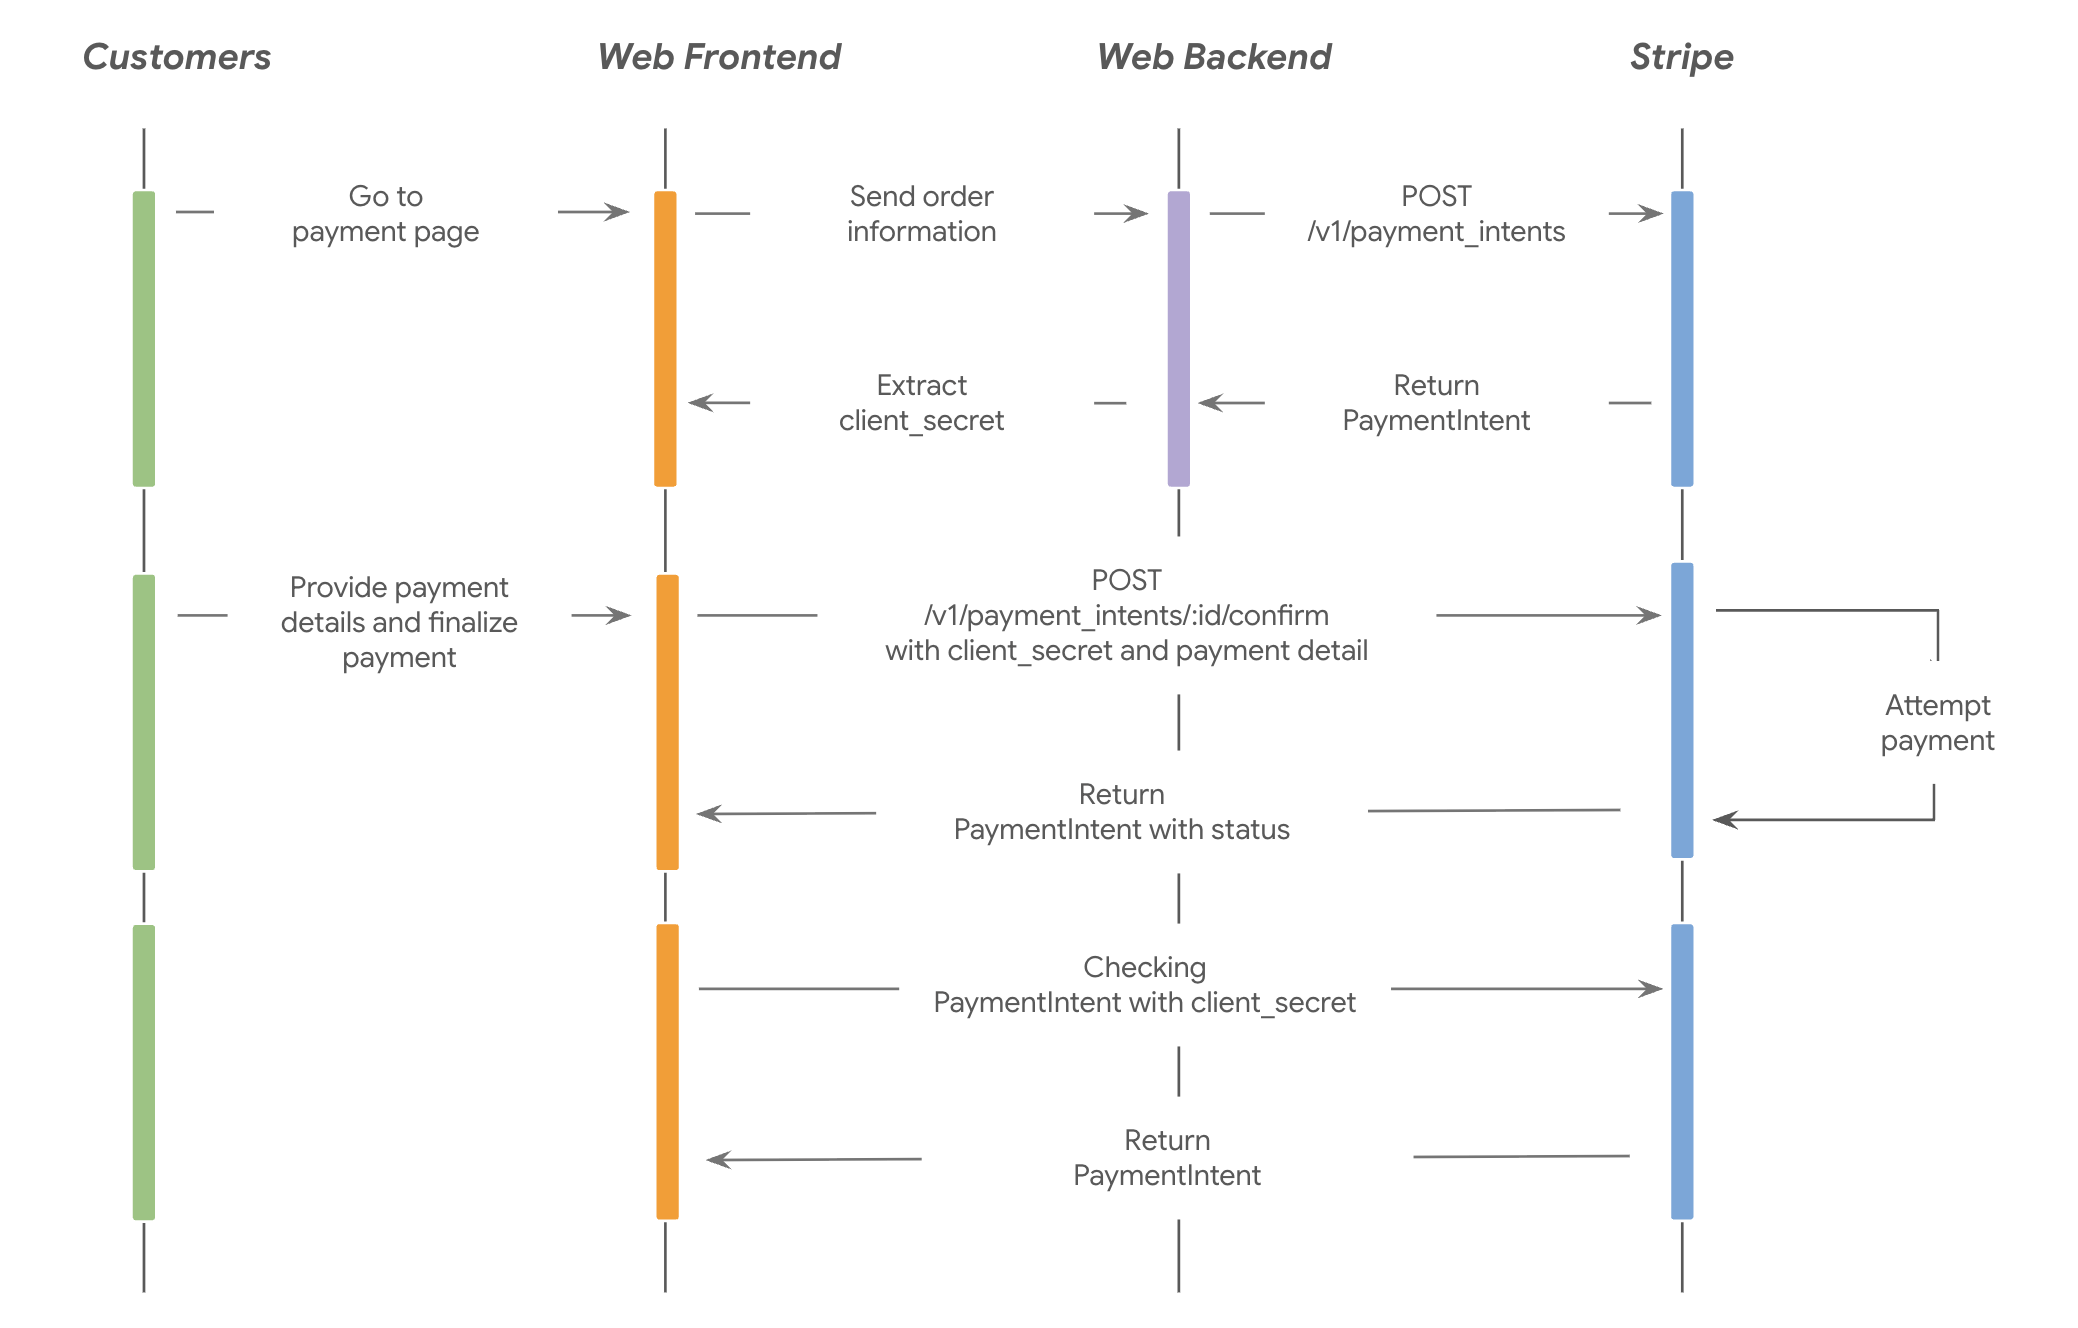 Customers
Web Frontend
Web Backend
Stripe
Go to
payment page
Send order
information
POST
/v1/payment_intents
Extract
client_secret
Return
PaymentIntent
Provide payment
details and finalize
payment
POST
/v1/payment_intents/:id/confirm
with client_secret and payment detail
Attempt
payment
Return
PaymentIntent with status
Checking
PaymentIntent with client_secret
Return
PaymentIntent